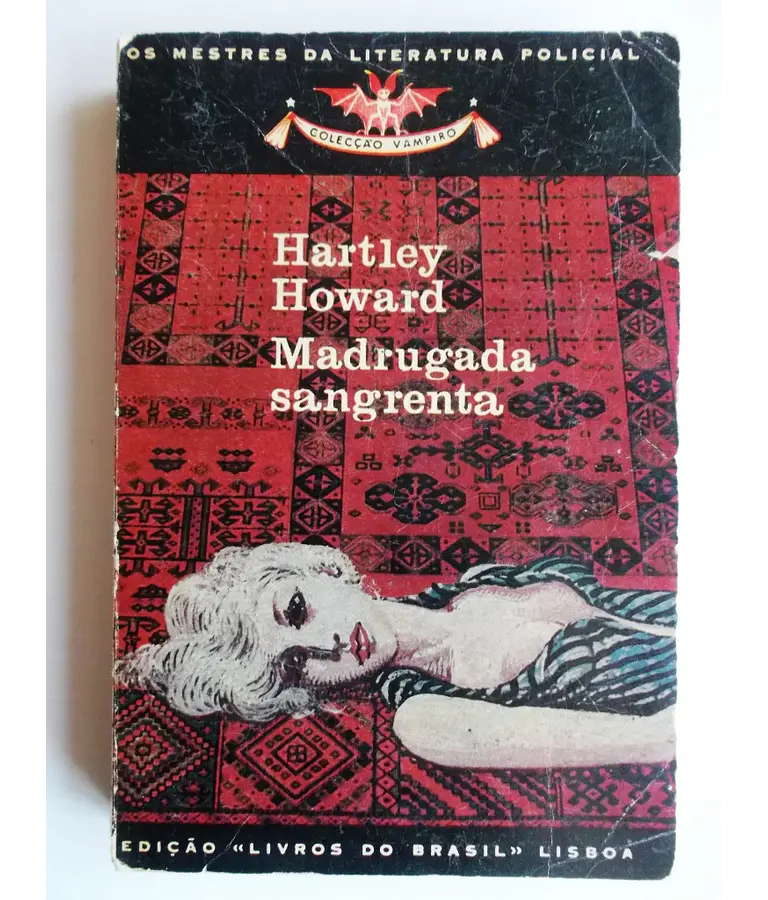 OS MESTRES DA LITERATURA POLICIAL
COLECÇÃO VAMPIRO
Hartley
Howard
Madrugada
sangrenta
EDIÇÃO «LIVROS DO BRASIL» LISBOA